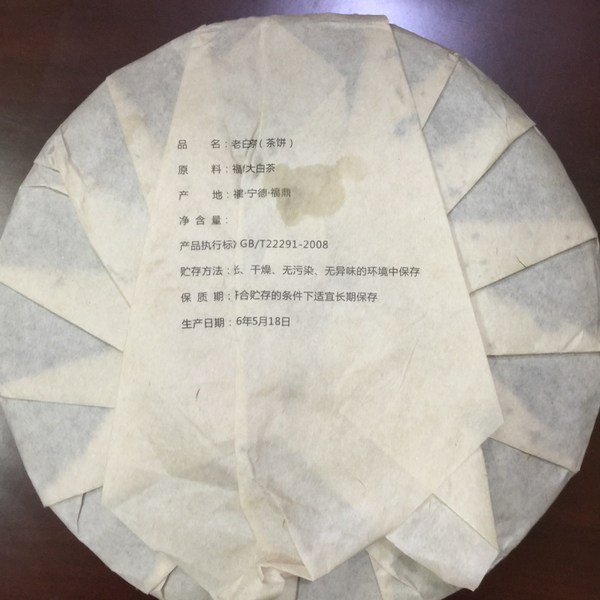 品 名：老白茶（茶饼）
原 料：福鼎大白茶
产 地：福建·宁德·福鼎
净 含 量：
产品执行标准 GB/T22291-2008
贮存方法：干燥、无污染、无异味的环境中保存
保 质 期：符合贮存的条件下适宜长期保存
生产日期：6年5月18日